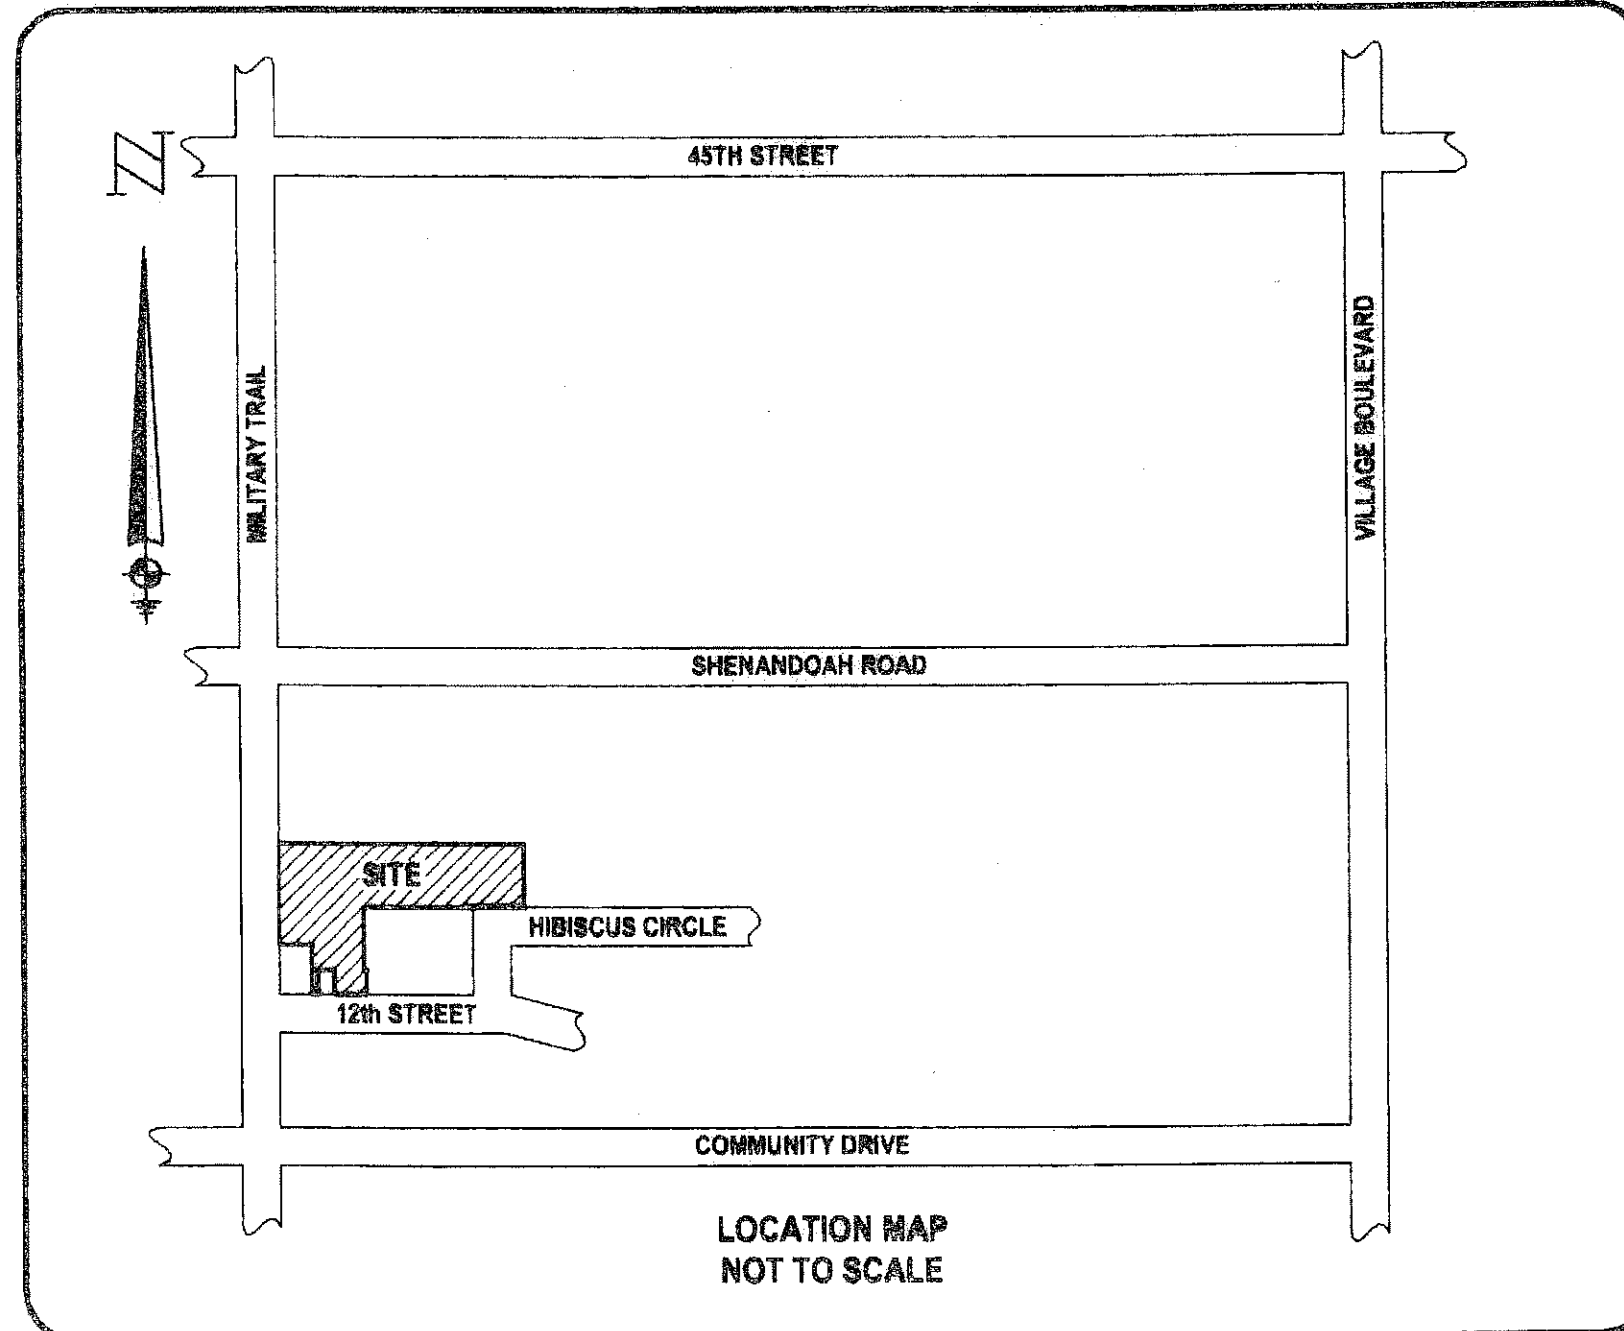 45TH STREET
N
MILITARY TRAIL
VILLAGE BOULEVARD
SHENANDOAH ROAD
SITE
HIBISCUS CIRCLE
12th STREET
COMMUNITY DRIVE
LOCATION MAP
NOT TO SCALE